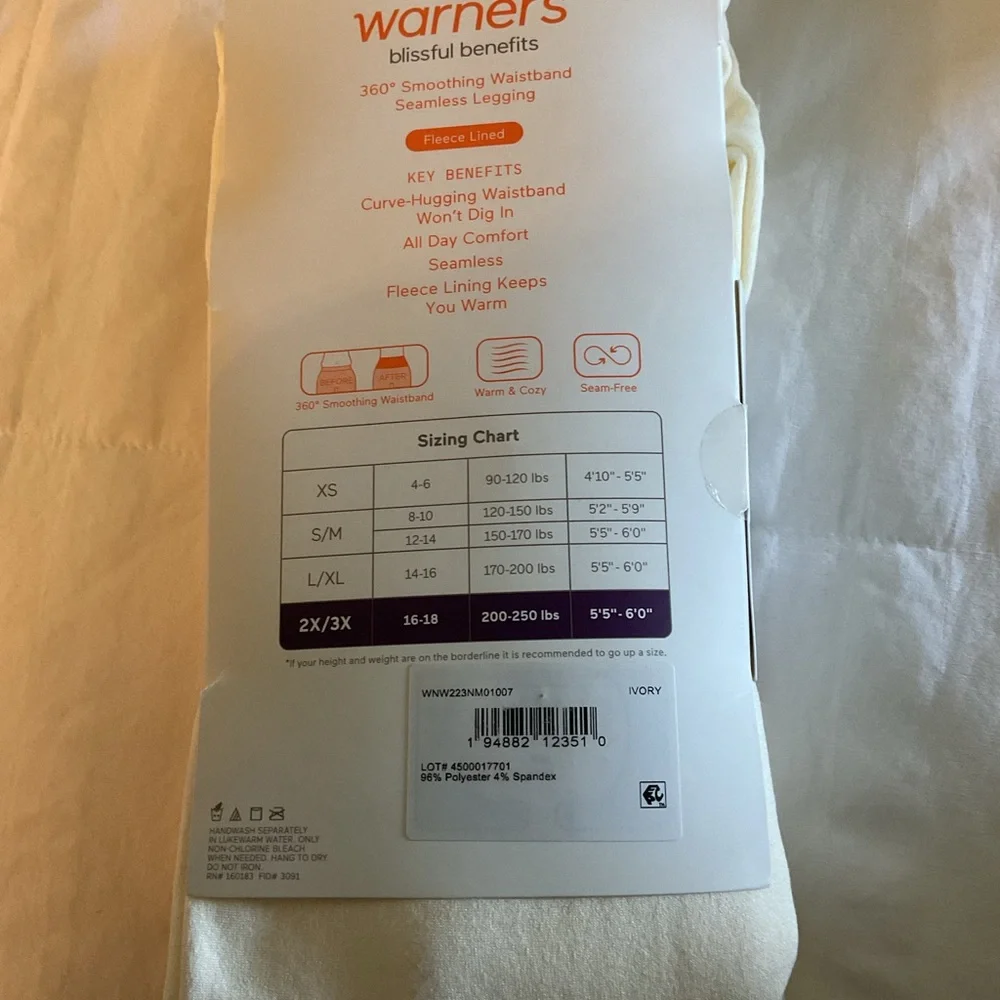 warners
blissful benefits
360° Smoothing Waistband
Seamless Legging
Fleece Lined
KEY BENEFITS
Curve-Hugging Waistband
Won't Dig In
All Day Comfort
Seamless
Fleece Lining Keeps
You Warm
BEFORE AFTER
360° Smoothing Waistband
Warm & Cozy
Seam-Free
Sizing Chart
XS 4-6 90-120 lbs 4'10" - 5'5"
S/M 8-10 120-150 lbs 5'2" - 5'9"
12-14 150-170 lbs 5'5" - 6'0"
L/XL 14-16 170-200 lbs 5'5" - 6'0"
2X/3X 16-18 200-250 lbs 5'5" - 6'0"
*If your height and weight are on the borderline it is recommended to go up a size.
WNW223NM01007 IVORY
1 94882 12351 0
LOT# 4500017701
96% Polyester 4% Spandex
HANDWASH SEPARATELY
IN LUKEWARM WATER. ONLY
NON-CHLORINE BLEACH
WHEN NEEDED. HANG TO DRY.
DO NOT IRON.
RN# 160183 FID# 3091